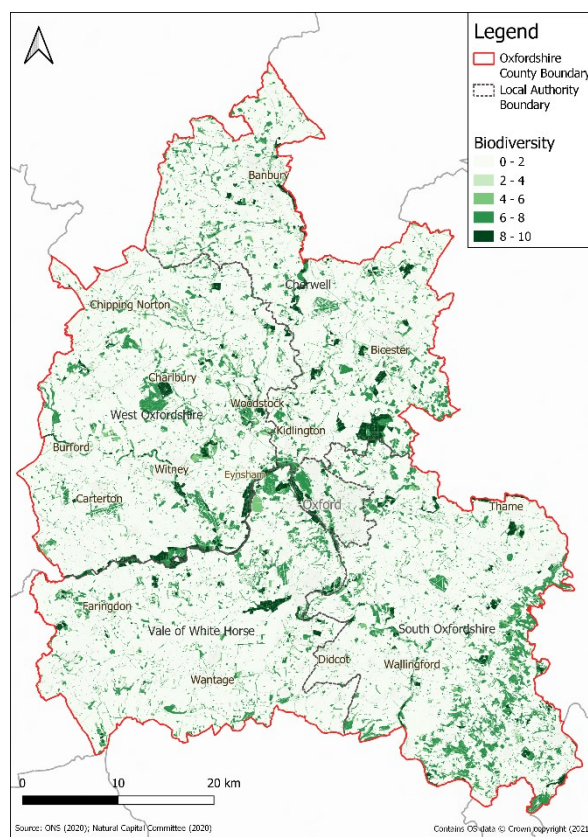 Legend
Oxfordshire
County Boundary
Local Authority
Boundary
Biodiversity
0 - 2
2 - 4
4 - 6
6 - 8
8 - 10
Banbury
Cherwell
Chipping Norton
Bicester
Charlbury
West Oxfordshire
Woodstock
Kidlington
Burford
Witney
Eynsham
Carterton
Oxford
Thame
Faringdon
Vale of White Horse
South Oxfordshire
Didcot
Wallingford
Wantage
0 10 20 km
Source: ONS (2020); Natural Capital Committee (2020)
Contains OS data © Crown copyright (202